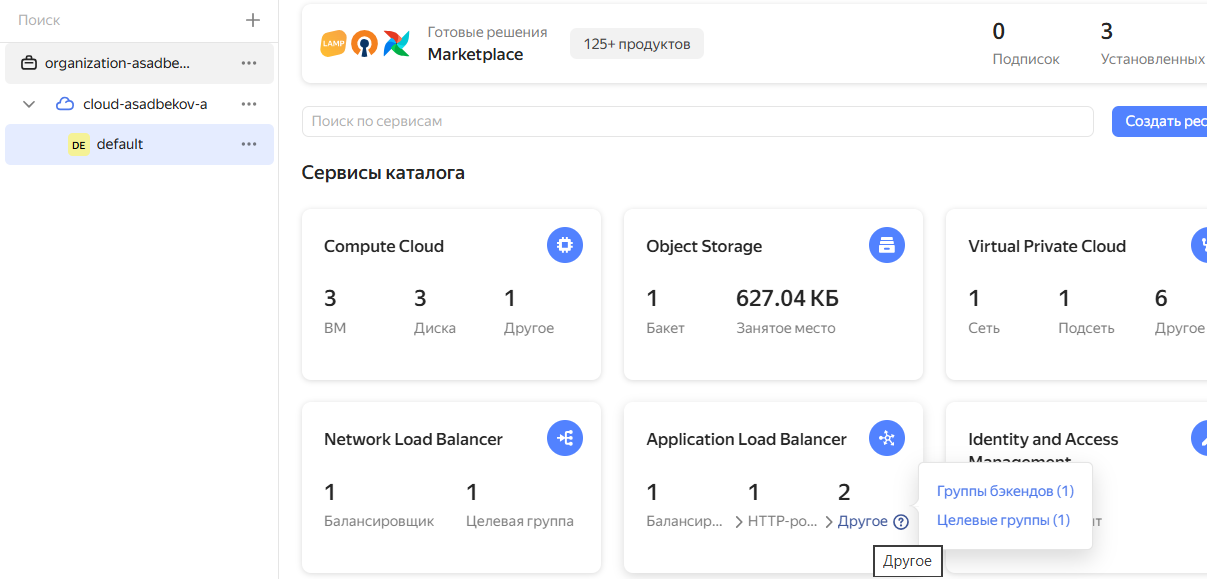 Поиск
organization-asadbe...
cloud-asadbekov-a
DE default
LAMP
Готовые решения
Marketplace
125+ продуктов
0
Подписок
3
Установленных
Поиск по сервисам
Создать рес
Сервисы каталога
Compute Cloud
3
ВМ
3
Диска
1
Другое
Object Storage
1
Бакет
627.04 КБ
Занятое место
Virtual Private Cloud
1
Сеть
1
Подсеть
6
Другое
Network Load Balancer
1
Балансировщик
1
Целевая группа
Application Load Balancer
1
Балансир...
1
HTTP-ро...
2
Другое
Identity and Access
Management
Группы бэкендов (1)
Целевые группы (1)
Другое